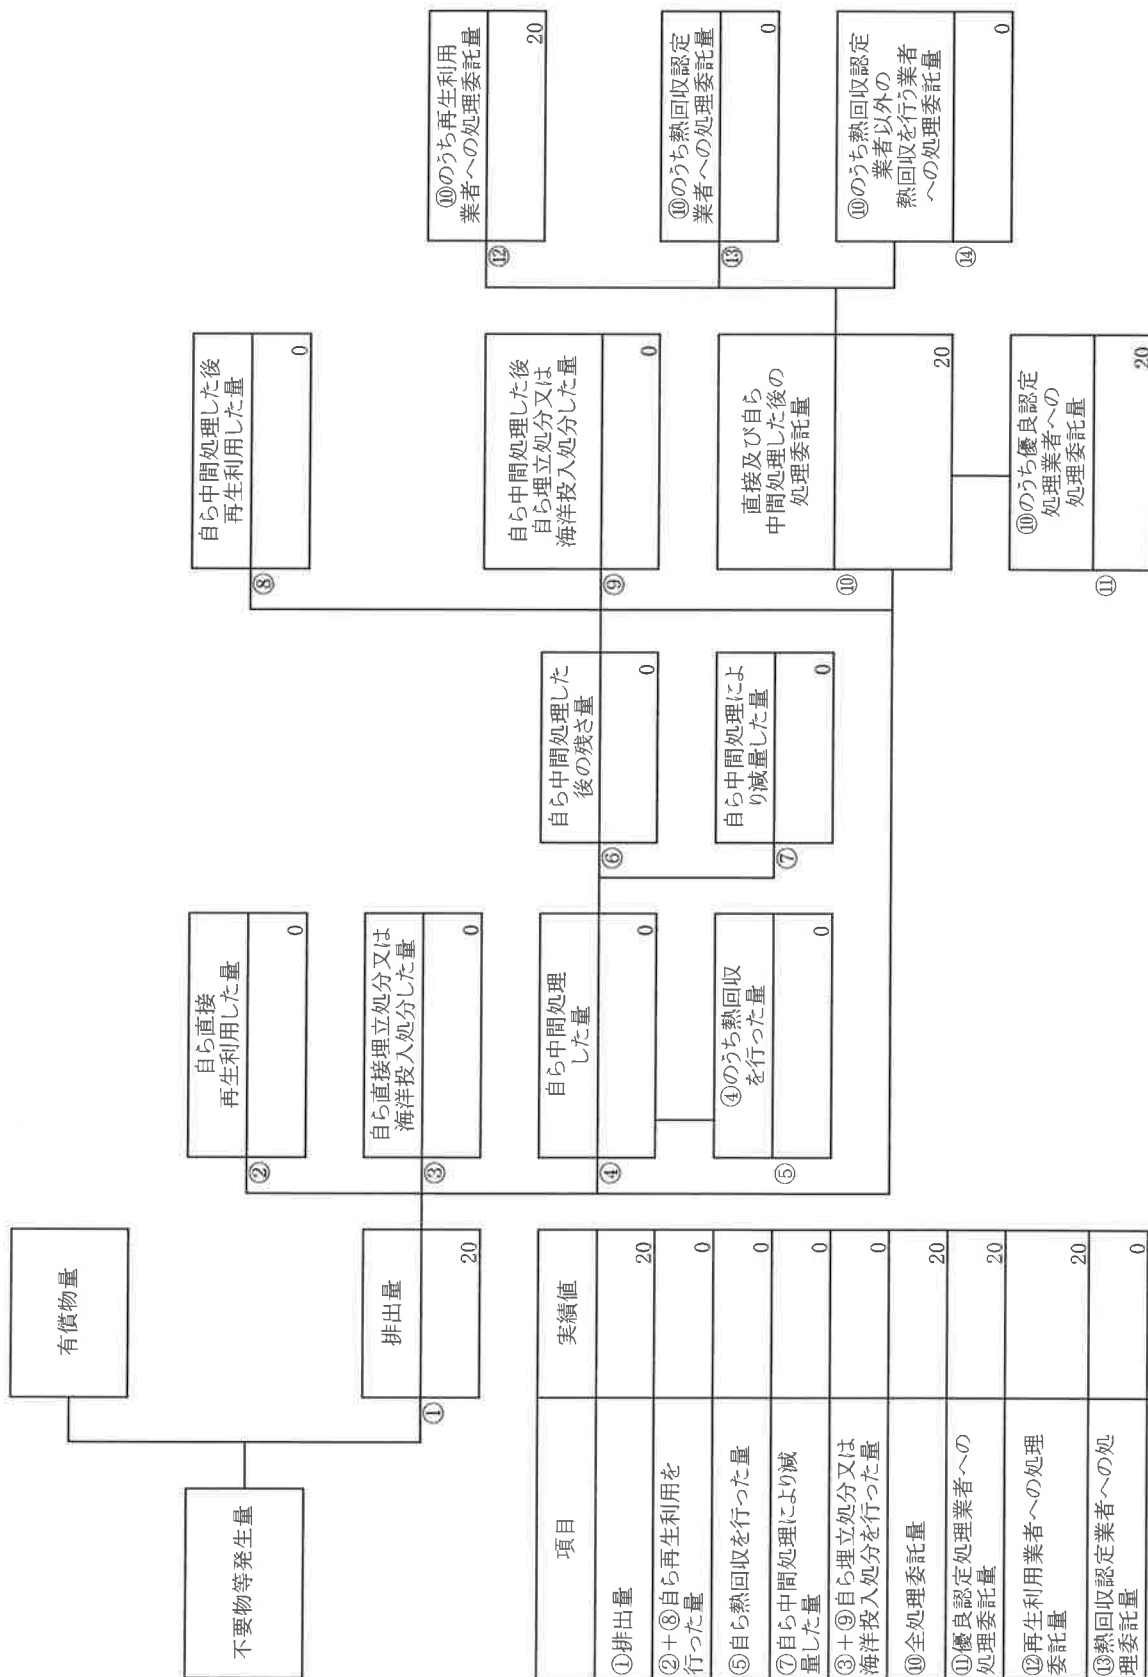 不要物等発生量
有償物量
①
排出量
20
②
自ら直接
再生利用した量
0
③
自ら直接埋立処分又は
海洋投入処分した量
0
④
自ら中間処理
した量
0
⑤
④のうち熱回収
を行った量
0
⑥
自ら中間処理した
後の残さ量
0
⑦
自ら中間処理によ
り減量した量
0
⑧
自ら中間処理した後
再生利用した量
0
⑨
自ら中間処理した後
自ら埋立処分又は
海洋投入処分した量
0
⑩
直接及び自ら
中間処理した後の
処理委託量
20
⑪
⑩のうち優良認定
処理業者への
処理委託量
20
⑫
⑩のうち再生利用
業者への処理委託量
20
⑬
⑩のうち熱回収認定
業者への処理委託量
0
⑭
⑩のうち熱回収認定
業者以外の
熱回収を行う業者
への処理委託量
0
項目
実績値
①排出量
20
②+⑧自ら再生利用を
行った量
0
⑤自ら熱回収を行った量
0
⑦自ら中間処理により減
量した量
0
③+⑨自ら埋立処分又は
海洋投入処分を行った量
0
⑩全処理委託量
20
⑪優良認定処理業者への
処理委託量
20
⑫再生利用業者への処理
委託量
20
⑬熱回収認定業者への処
理委託量
0